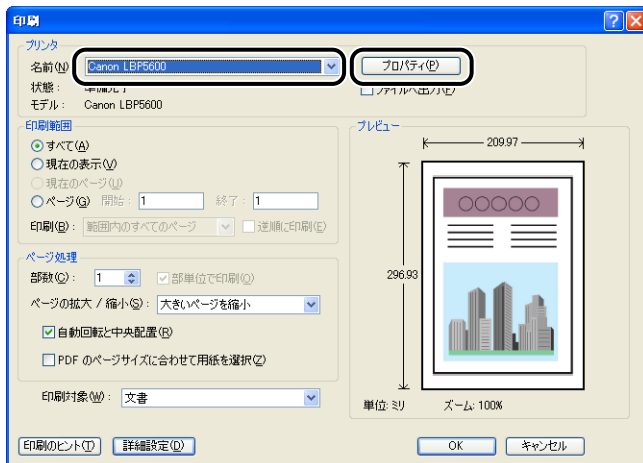 印刷
プリンタ
名前(N) Canon LBP5600 プロパティ(P)
状態: 準備完了 ファイルへ出力(F)
モデル: Canon LBP5600
印刷範囲
すべて(A)
現在の表示(V)
現在のページ(U)
ページ(G) 開始: 1 終了: 1
印刷(B): 範囲内のすべてのページ 逆順に印刷(E)
ページ処理
部数(C): 1 部単位で印刷(O)
ページの拡大 / 縮小(S): 大きいページを縮小
自動回転と中央配置(R)
PDF のページサイズに合わせて用紙を選択(Z)
印刷対象(W): 文書
プレビュー
209.97
○○○○○
296.93
単位: ミリ ズーム: 100%
印刷のヒント(T) 詳細設定(D) OK キャンセル